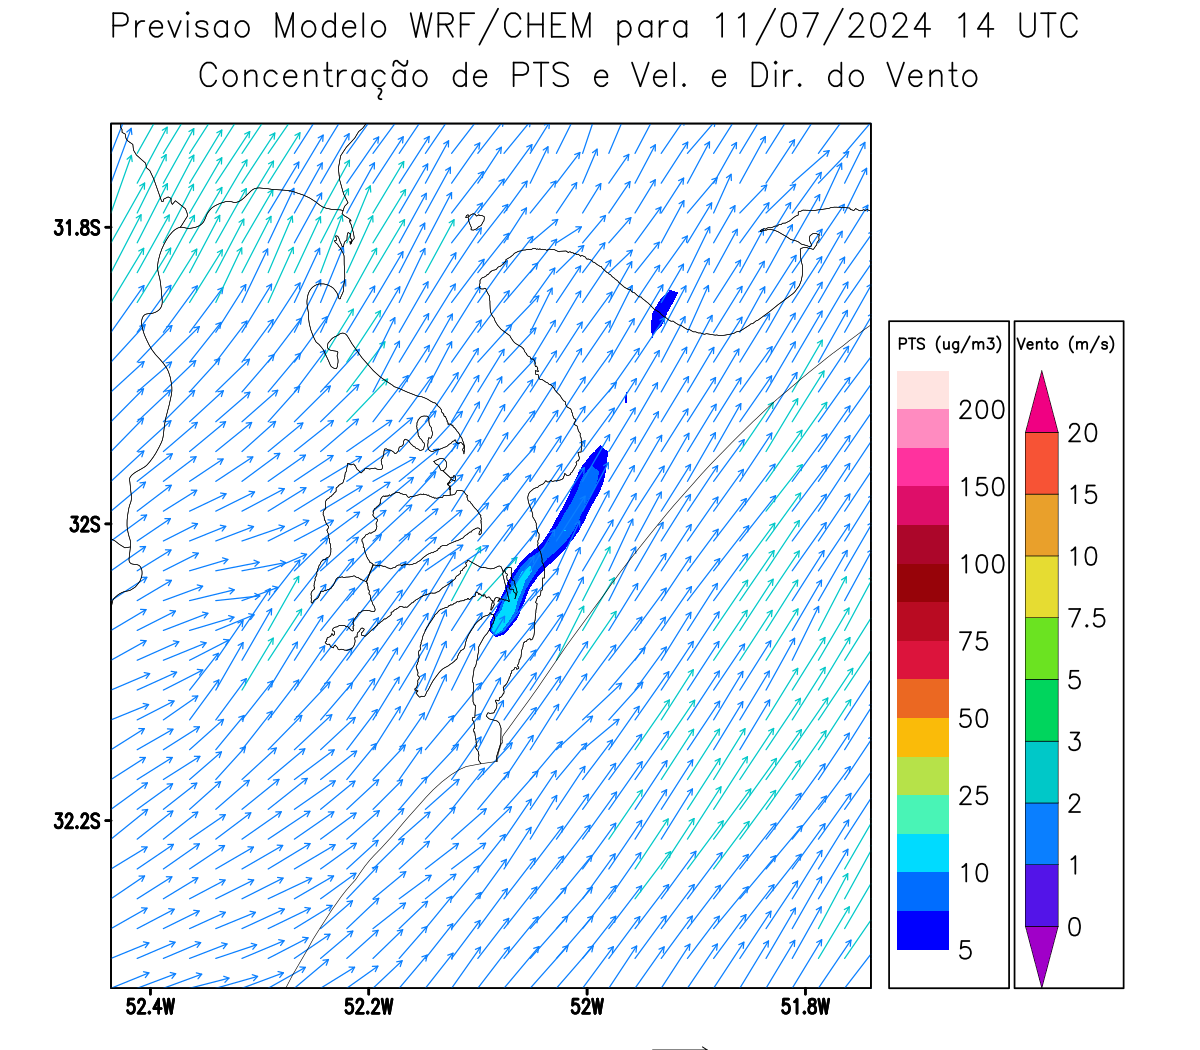 Previsao Modelo WRF/CHEM para 11/07/2024 14 UTC
Concentração de PTS e Vel. e Dir. do Vento
31.8S
32S
32.2S
52.4W
52.2W
52W
51.8W
PTS (ug/m3)
200
150
100
75
50
25
10
5
Vento (m/s)
20
15
10
7.5
5
3
2
1
0